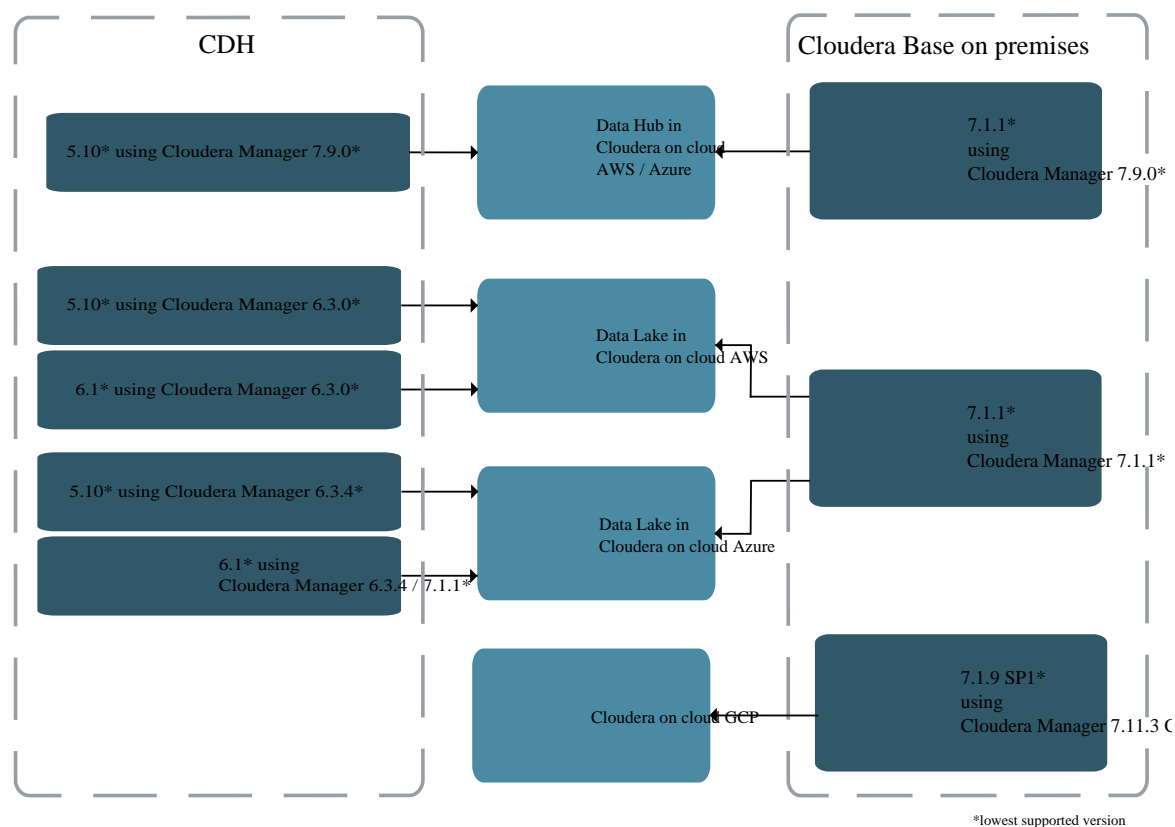 CDH
5.10* using Cloudera Manager 7.9.0*
5.10* using Cloudera Manager 6.3.0*
6.1* using Cloudera Manager 6.3.0*
5.10* using Cloudera Manager 6.3.4*
6.1* using
Cloudera Manager 6.3.4 / 7.1.1*
Data Hub in
Cloudera on cloud
AWS / Azure
Data Lake in
Cloudera on cloud AWS
Data Lake in
Cloudera on cloud Azure
Cloudera on cloud GCP
Cloudera Base on premises
7.1.1*
using
Cloudera Manager 7.9.0*
7.1.1*
using
Cloudera Manager 7.1.1*
7.1.9 SP1*
using
Cloudera Manager 7.11.3
*lowest supported version